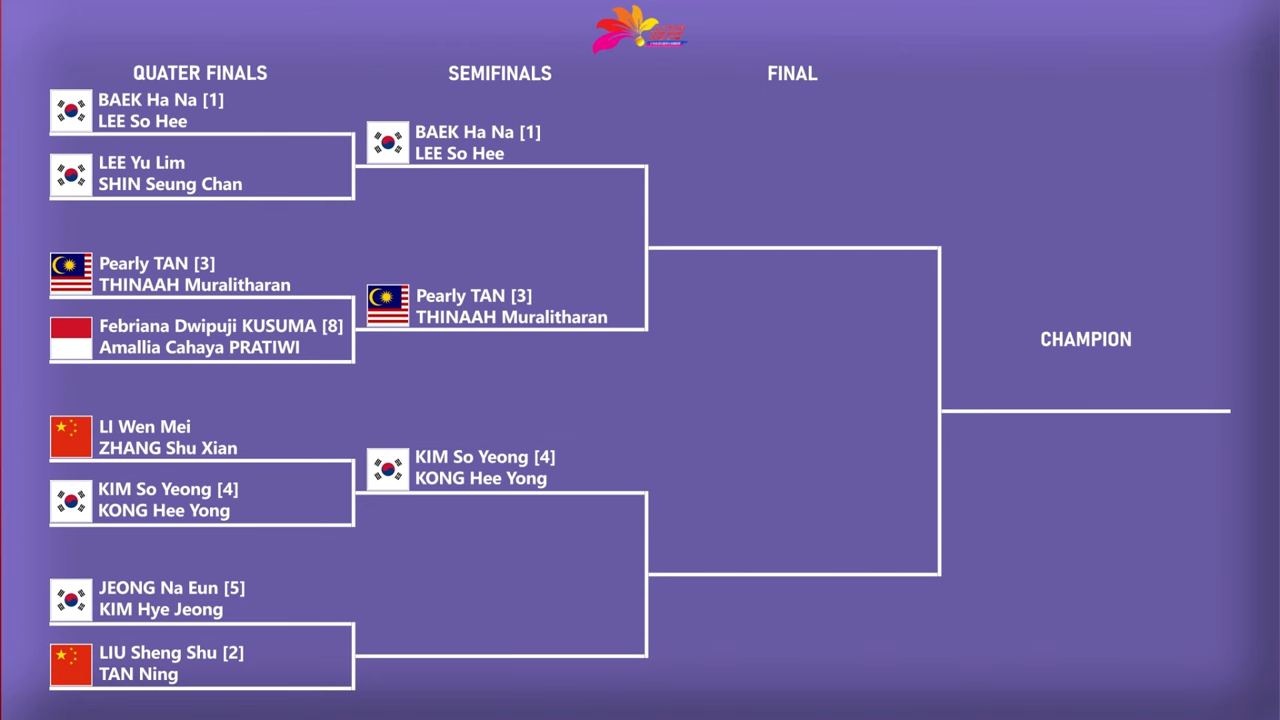 QUATER FINALS
SEMIFINALS
FINAL
BAEK Ha Na [1]
LEE So Hee
LEE Yu Lim
SHIN Seung Chan
Pearly TAN [3]
THINAAH Muralitharan
Febriana Dwipuji KUSUMA [8]
Amallia Cahaya PRATIWI
LI Wen Mei
ZHANG Shu Xian
KIM So Yeong [4]
KONG Hee Yong
JEONG Na Eun [5]
KIM Hye Jeong
LIU Sheng Shu [2]
TAN Ning
BAEK Ha Na [1]
LEE So Hee
Pearly TAN [3]
THINAAH Muralitharan
KIM So Yeong [4]
KONG Hee Yong
CHAMPION